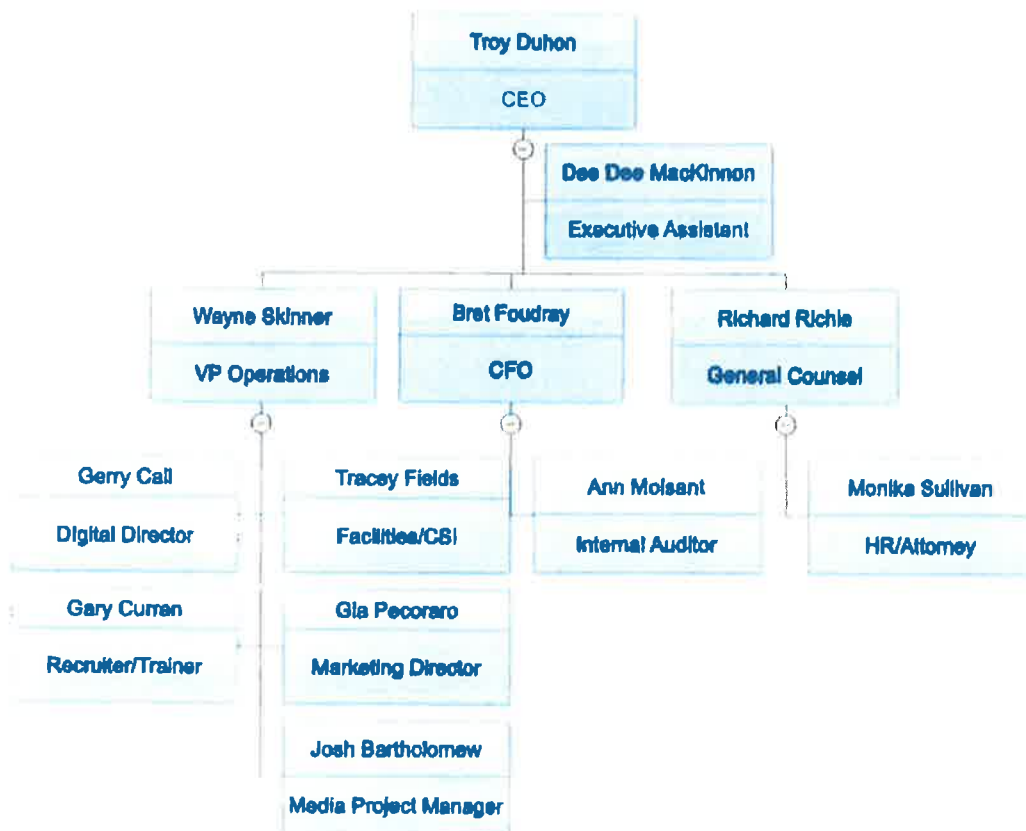 Troy Duhon
CEO
Dee Dee MacKinnon
Executive Assistant
Wayne Skinner
VP Operations
Bret Foudray
CFO
Richard Richie
General Counsel
Gerry Call
Digital Director
Tracey Fields
Facilities/CSI
Ann Moisant
Internal Auditor
Monika Sullivan
HR/Attorney
Gary Curran
Recruiter/Trainer
Gia Pecoraro
Marketing Director
Josh Bartholomew
Media Project Manager